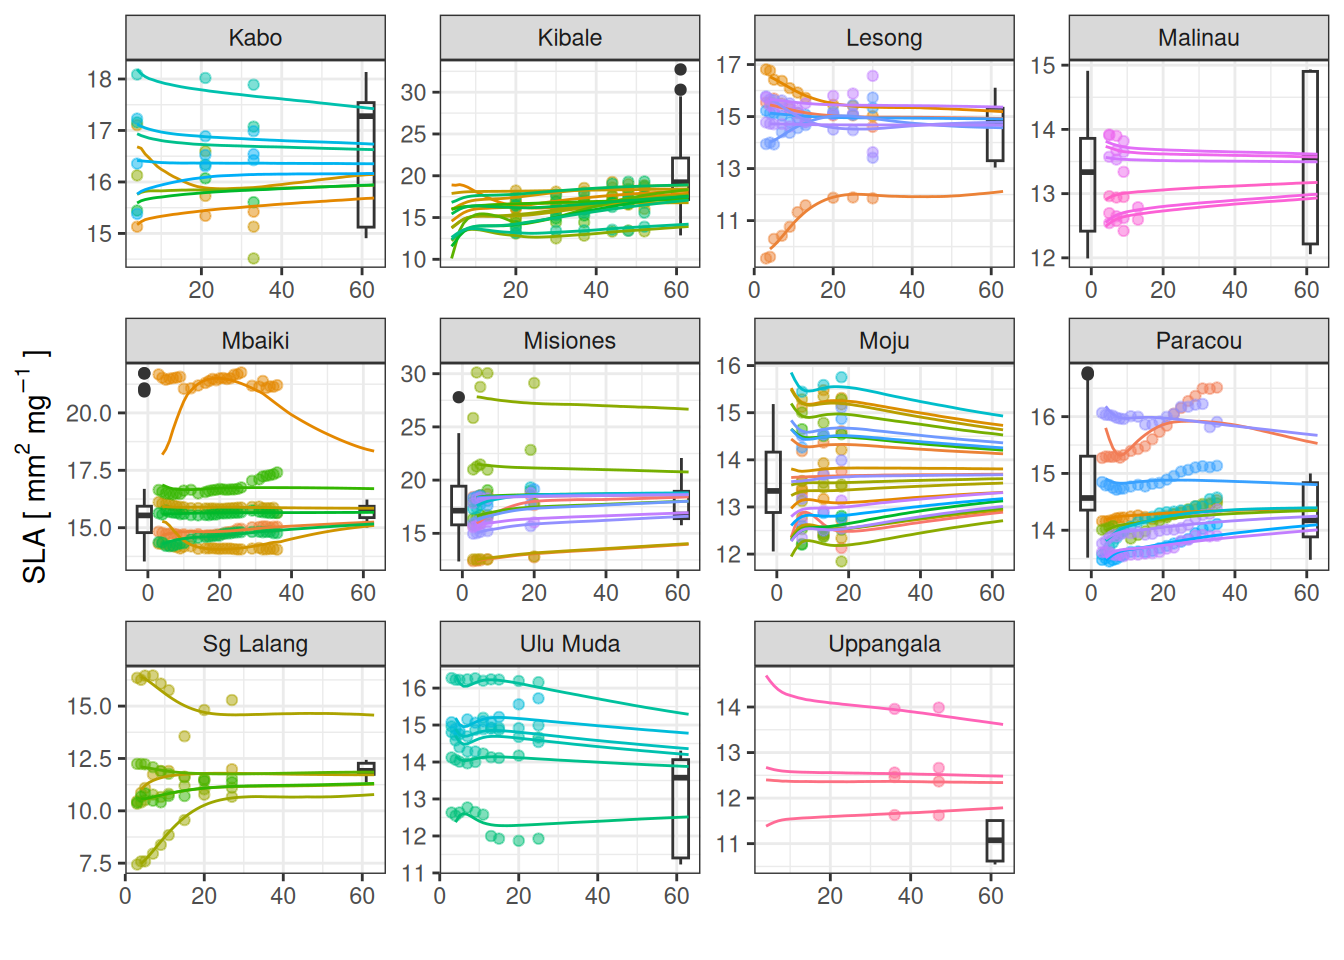 Kabo Kibale Lesong Malinau
18 17 16 15
30 25 20 15 10
17 15 13 11
15 14 13 12
20 40 60
20 40 60
0 20 40 60
0 20 40 60
SLA [ mm² mg⁻¹ ]
Mbaiki Misiones Moju Paracou
20.0 17.5 15.0
30 25 20 15
16 15 14 13 12
16 15 14
0 20 40 60
0 20 40 60
0 20 40 60
0 20 40 60
Sg Lalang Ulu Muda Uppangala
15.0 12.5 10.0 7.5
16 15 14 13 12 11
14 13 12 11
0 20 40 60
0 20 40 60
20 40 60